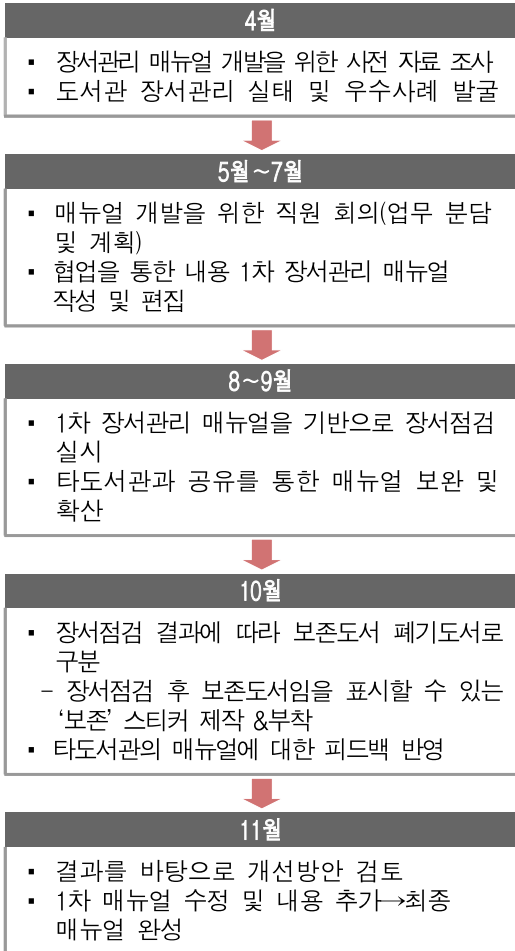 4월
▪ 장서관리 매뉴얼 개발을 위한 사전 자료 조사
▪ 도서관 장서관리 실태 및 우수사례 발굴
5월~7월
▪ 매뉴얼 개발을 위한 직원 회의(업무 분담
및 계획)
▪ 협업을 통한 내용 1차 장서관리 매뉴얼
작성 및 편집
8~9월
▪ 1차 장서관리 매뉴얼을 기반으로 장서점검
실시
▪ 타도서관과 공유를 통한 매뉴얼 보완 및
확산
10월
▪ 장서점검 결과에 따라 보존도서 폐기도서로
구분
- 장서점검 후 보존도서임을 표시할 수 있는
‘보존’ 스티커 제작 &부착
▪ 타도서관의 매뉴얼에 대한 피드백 반영
11월
▪ 결과를 바탕으로 개선방안 검토
▪ 1차 매뉴얼 수정 및 내용 추가→최종
매뉴얼 완성